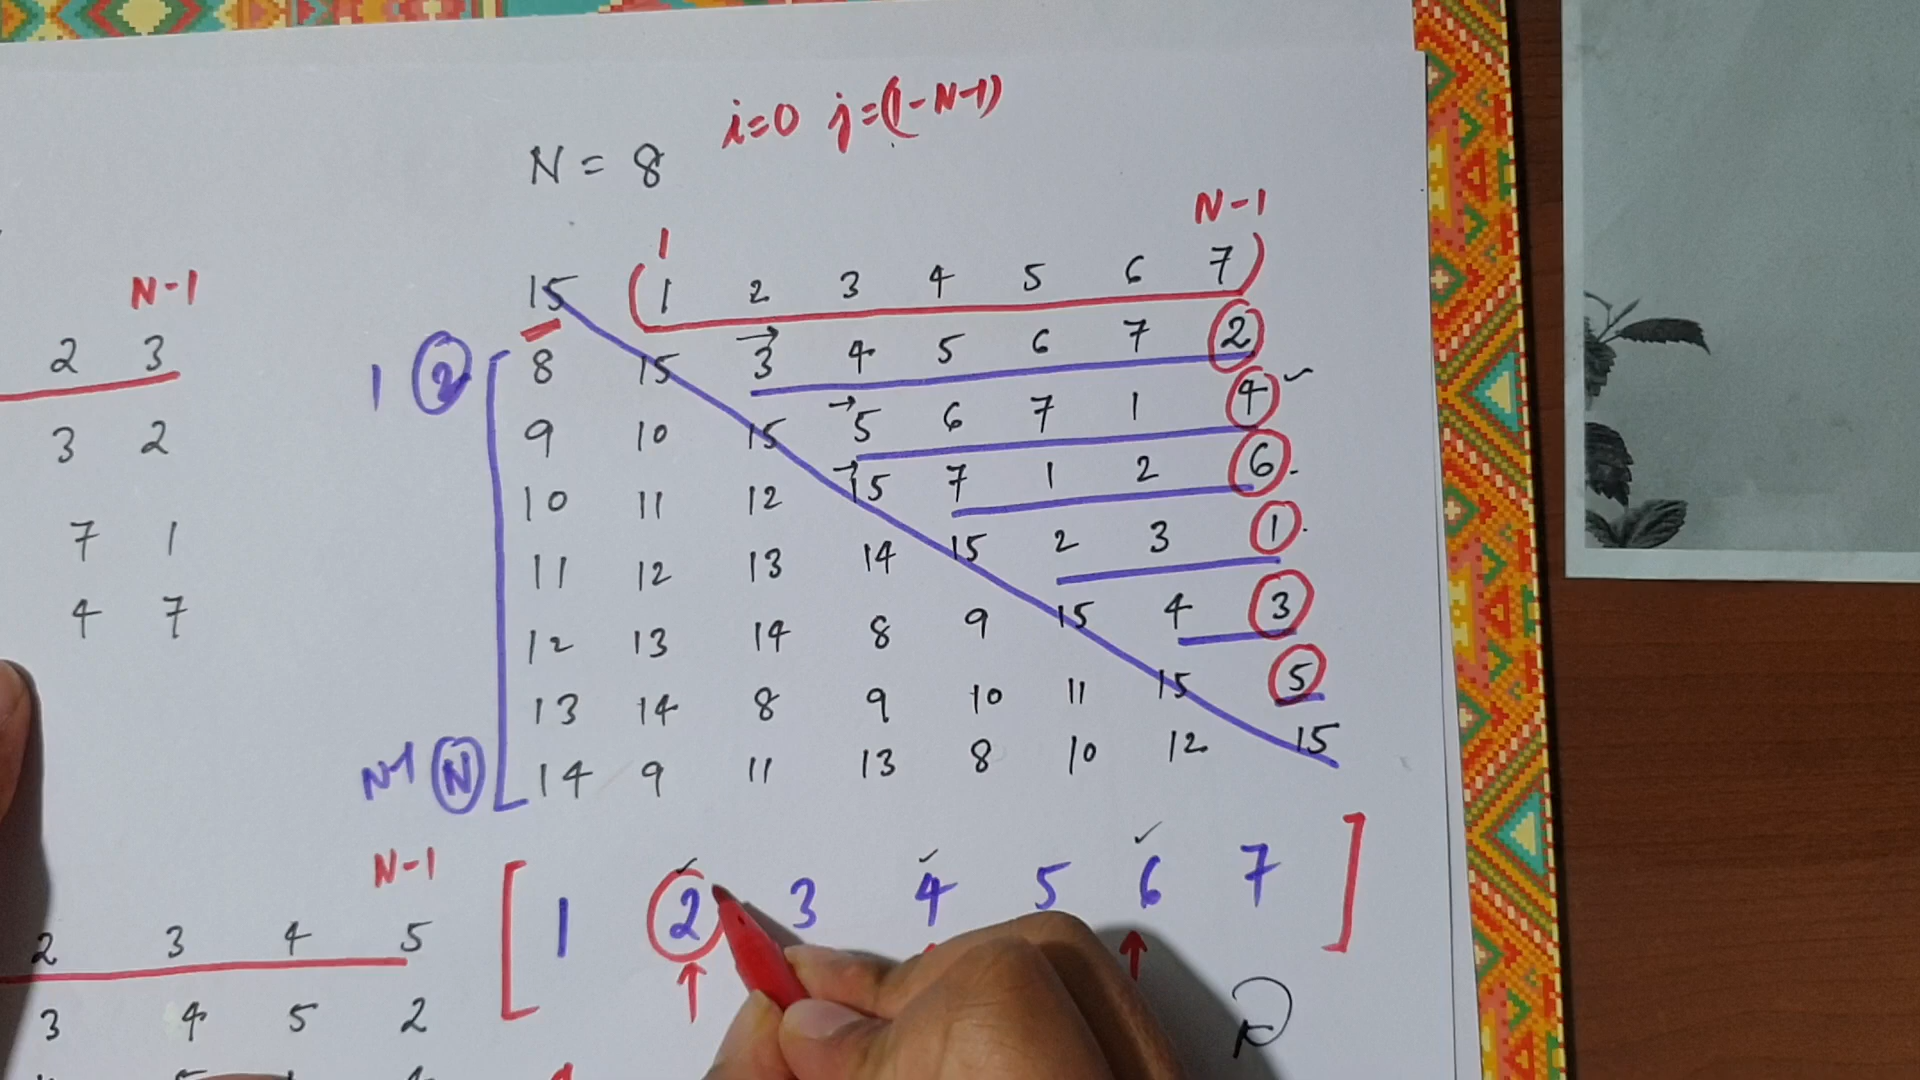 i=0 j=(1-N-1)
N = 8
N-1
1
15 (1 2 3 4 5 6 7)
1 2 8 15 3 4 5 6 7 2
9 10 15 5 6 7 1 4
10 11 12 15 7 1 2 6
11 12 13 14 15 2 3 1
12 13 14 8 9 15 4 3
13 14 8 9 10 11 15 5
N-1 N 14 9 11 13 8 10 12 15
[ 1 2 3 4 5 6 7 ]
N-1
2 3
3 2
7 1
4 7
N-1
2 3 4 5
3 4 5 2